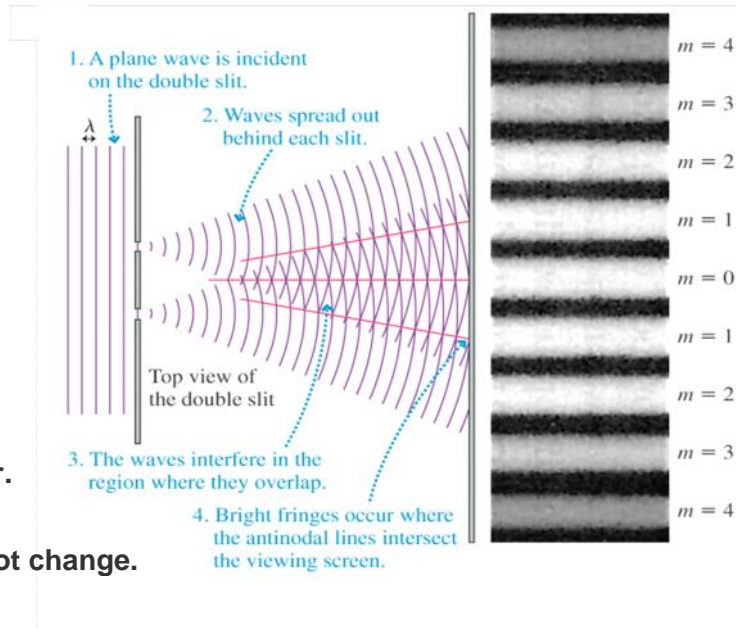 1. A plane wave is incident
on the double slit.
λ
2. Waves spread out
behind each slit.
Top view of
the double slit
3. The waves interfere in the
region where they overlap.
4. Bright fringes occur where
the antinodal lines intersect
the viewing screen.
r.
ot change.
m = 4
m = 3
m = 2
m = 1
m = 0
m = 1
m = 2
m = 3
m = 4